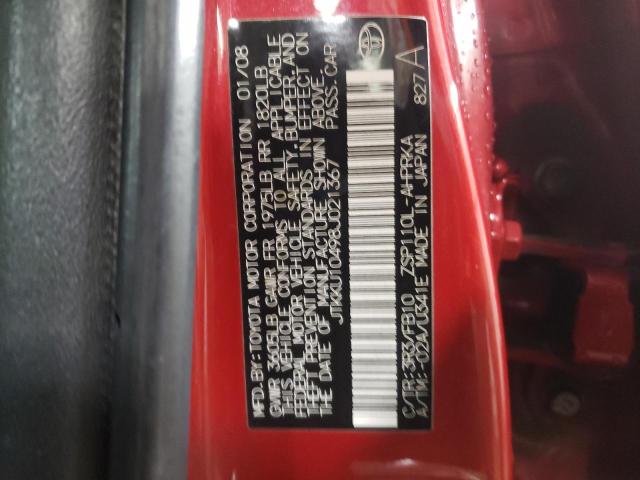 MFD.BY:TOYOTA MOTOR CORPORATION 01/08
GVWR 3605LB GAWR FR 1975LB RR 1820LB
THIS VEHICLE CONFORMS TO ALL APPLICABLE
FEDERAL MOTOR VEHICLE SAFETY,BUMPER,AND
THEFT PREVENTION STANDARDS IN EFFECT ON
THE DATE OF MANUFACTURE SHOWN ABOVE.
JTKKU10498J021367 PASS.CAR
C/TR:3R3/FB10 ZSP110L-AHPRKA
A/TM:-02A/U341E MADE IN JAPAN 827 A